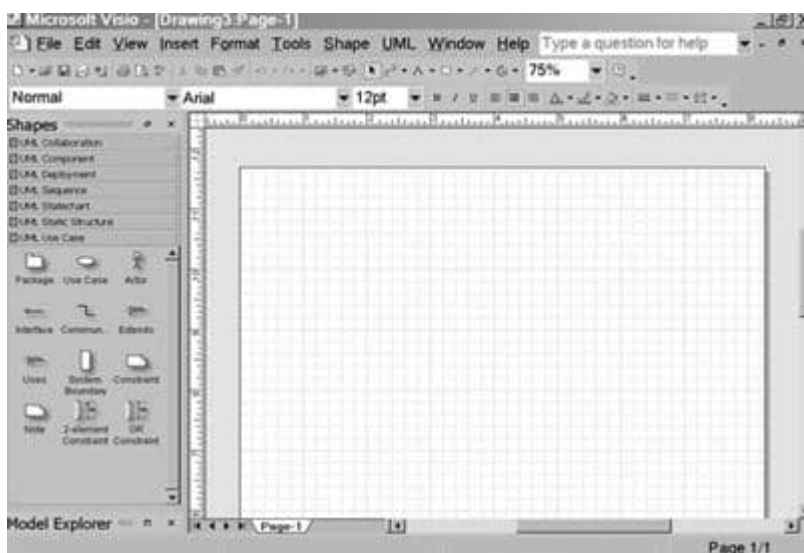 Microsoft Visio - [Drawing3:Page-1]
File Edit View Insert Format Tools Shape UML Window Help Type a question for help
75%
Normal Arial 12pt
Shapes
UML Collaboration
UML Component
UML Deployment
UML Sequence
UML Statechart
UML Static Structure
UML Use Case
Package Use Case Actor
Interface Commun... Extends
Uses System Boundary Constraint
Note 2-element Constraint OR Constraint
Model Explorer
Page-1
Page 1/1